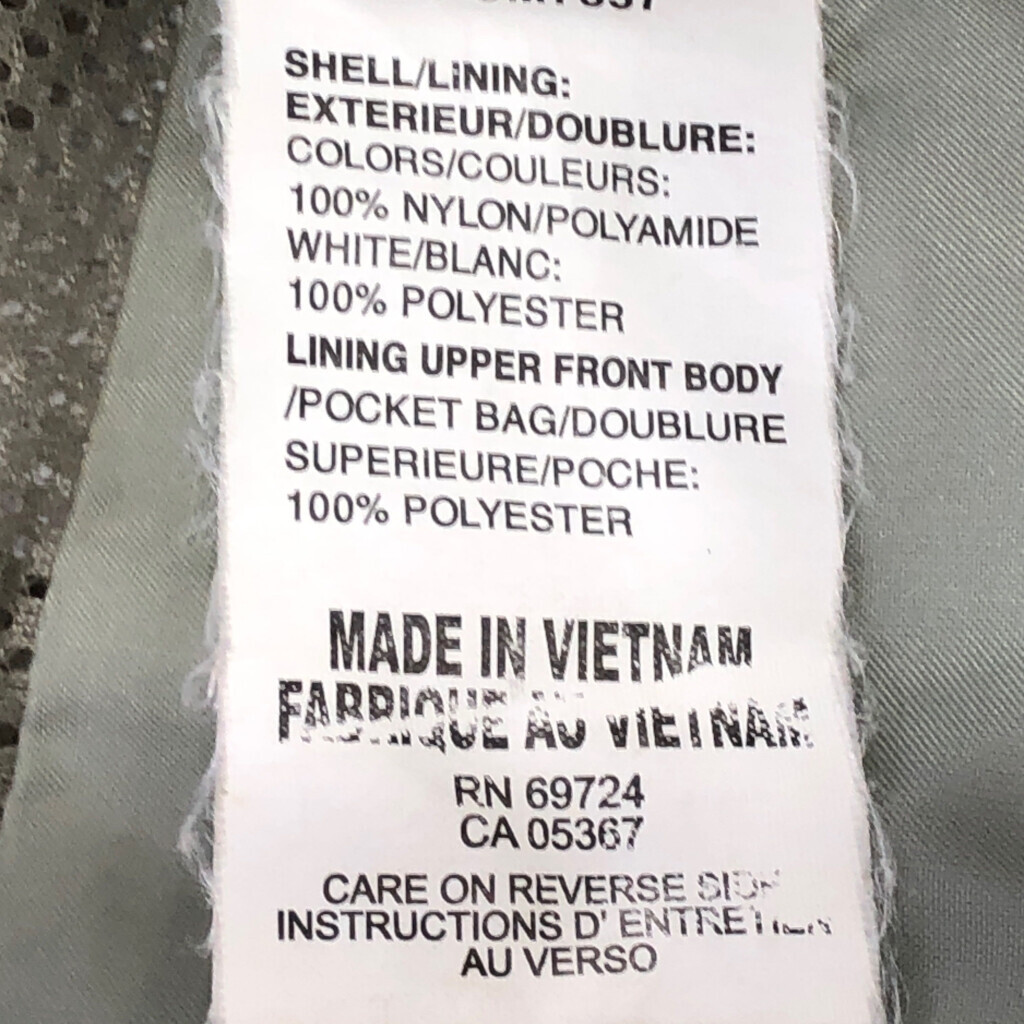 SHELL/LINING:
EXTERIEUR/DOUBLURE:
COLORS/COULEURS:
100% NYLON/POLYAMIDE
WHITE/BLANC:
100% POLYESTER
LINING UPPER FRONT BODY
/POCKET BAG/DOUBLURE
SUPERIEURE/POCHE:
100% POLYESTER
MADE IN VIETNAM
FABRIQUE AU VIETNAM
RN 69724
CA 05367
CARE ON REVERSE SIDE
INSTRUCTIONS D' ENTRETIEN
AU VERSO